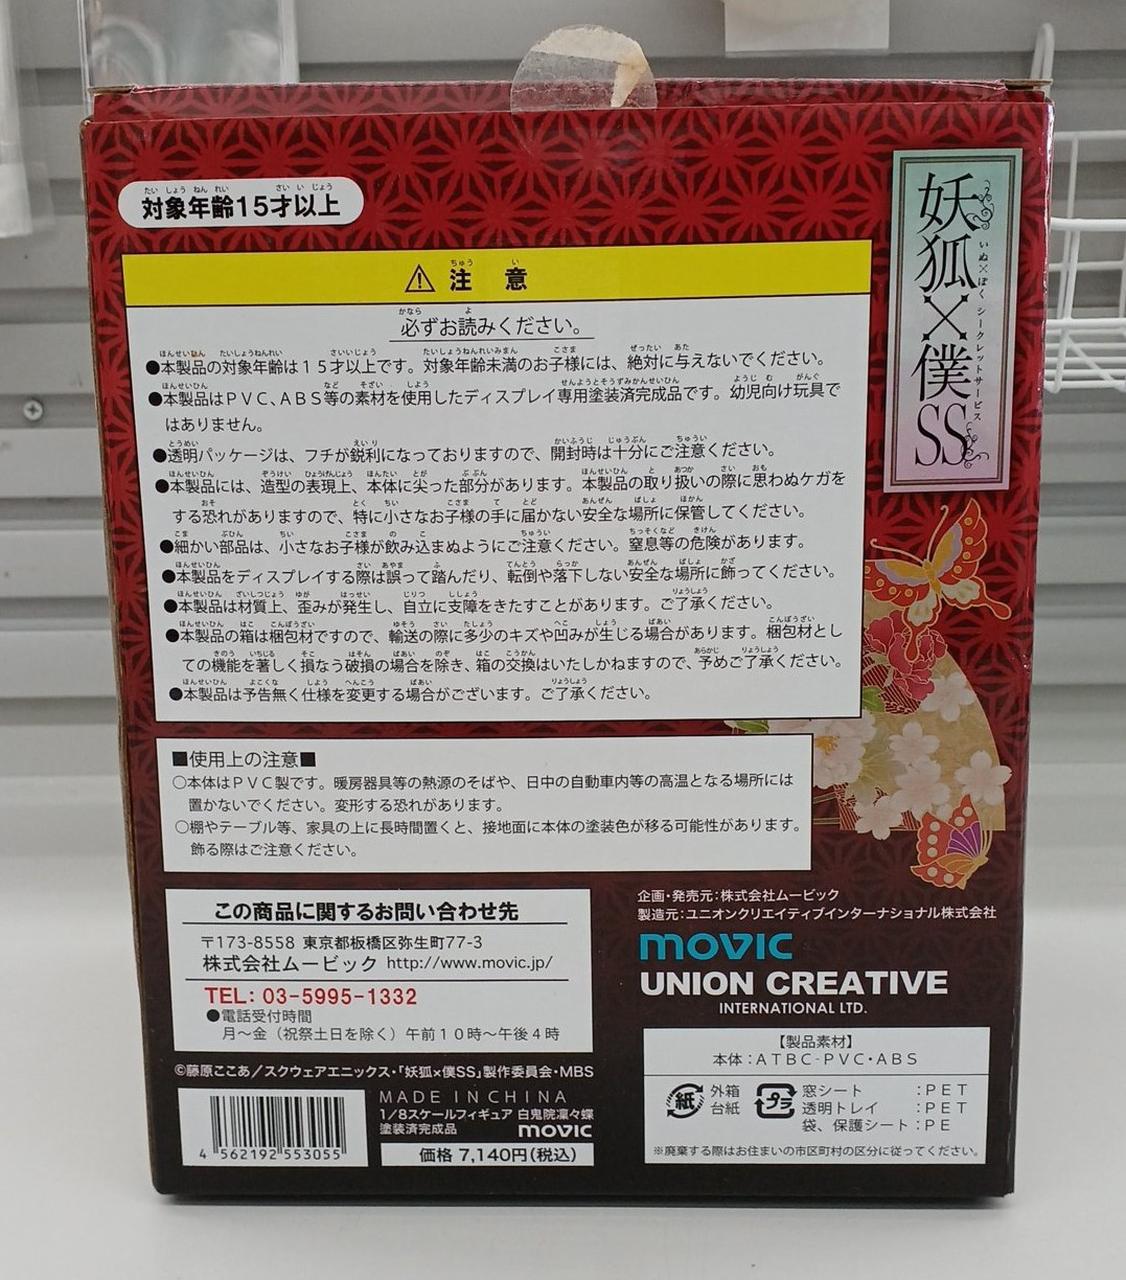 対象年齢15才以上
妖狐×僕SS
いぬ×ぼく シークレットサービス
注 意
必ずお読みください。
●本製品の対象年齢は１５才以上です。対象年齢未満のお子様には、絶対に与えないでください。
●本製品はＰＶＣ、ＡＢＳ等の素材を使用したディスプレイ専用塗装済完成品です。幼児向け玩具で
はありません。
●透明パッケージは、フチが鋭利になっておりますので、開封時は十分にご注意ください。
●本製品には、造型の表現上、本体に尖った部分があります。本製品の取り扱いの際に思わぬケガを
する恐れがありますので、特に小さなお子様の手に届かない安全な場所に保管してください。
●細かい部品は、小さなお子様が飲み込まぬようにご注意ください。窒息等の危険があります。
●本製品をディスプレイする際は誤って踏んだり、転倒や落下しない安全な場所に飾ってください。
●本製品は材質上、歪みが発生し、自立に支障をきたすことがあります。ご了承ください。
●本製品の箱は梱包材ですので、輸送の際に多少のキズや凹みが生じる場合があります。梱包材とし
ての機能を著しく損なう破損の場合を除き、箱の交換はいたしかねますので、予めご了承ください。
●本製品は予告無く仕様を変更する場合がございます。ご了承ください。
■使用上の注意■
○本体はＰＶＣ製です。暖房器具等の熱源のそばや、日中の自動車内等の高温となる場所には
置かないでください。変形する恐れがあります。
○棚やテーブル等、家具の上に長時間置くと、接地面に本体の塗装色が移る可能性があります。
飾る際はご注意ください。
この商品に関するお問い合わせ先
〒173-8558 東京都板橋区弥生町77-3
株式会社ムービック http://www.movic.jp/
TEL: 03-5995-1332
●電話受付時間
月～金（祝祭土日を除く）午前１０時～午後４時
©藤原ここあ／スクウェアエニックス・「妖狐×僕SS」製作委員会・MBS
MADE IN CHINA
1/8スケールフィギュア 白鬼院凜々蝶
塗装済完成品 movic
価格 7,140円(税込)
4 562192 553055
企画・発売元：株式会社ムービック
製造元：ユニオンクリエイティブインターナショナル株式会社
movic
UNION CREATIVE
INTERNATIONAL LTD.
【製品素材】
本体：ＡＴＢＣ-ＰＶＣ・ＡＢＳ
紙 外箱
台紙
プラ 窓シート ：ＰＥＴ
透明トレイ ：ＰＥＴ
袋、保護シート：ＰＥ
※廃棄する際はお住まいの市区町村の区分に従ってください。